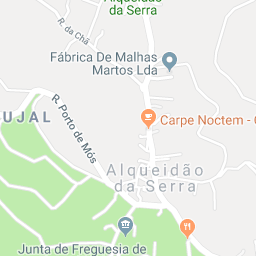 Alqueidão
da Serra
R. da Chã
Fábrica De Malhas
Martos Lda
UJAL
R. Porto de Mós
Carpe Noctem -
Alqueidão
da Serra
Junta de Freguesia de